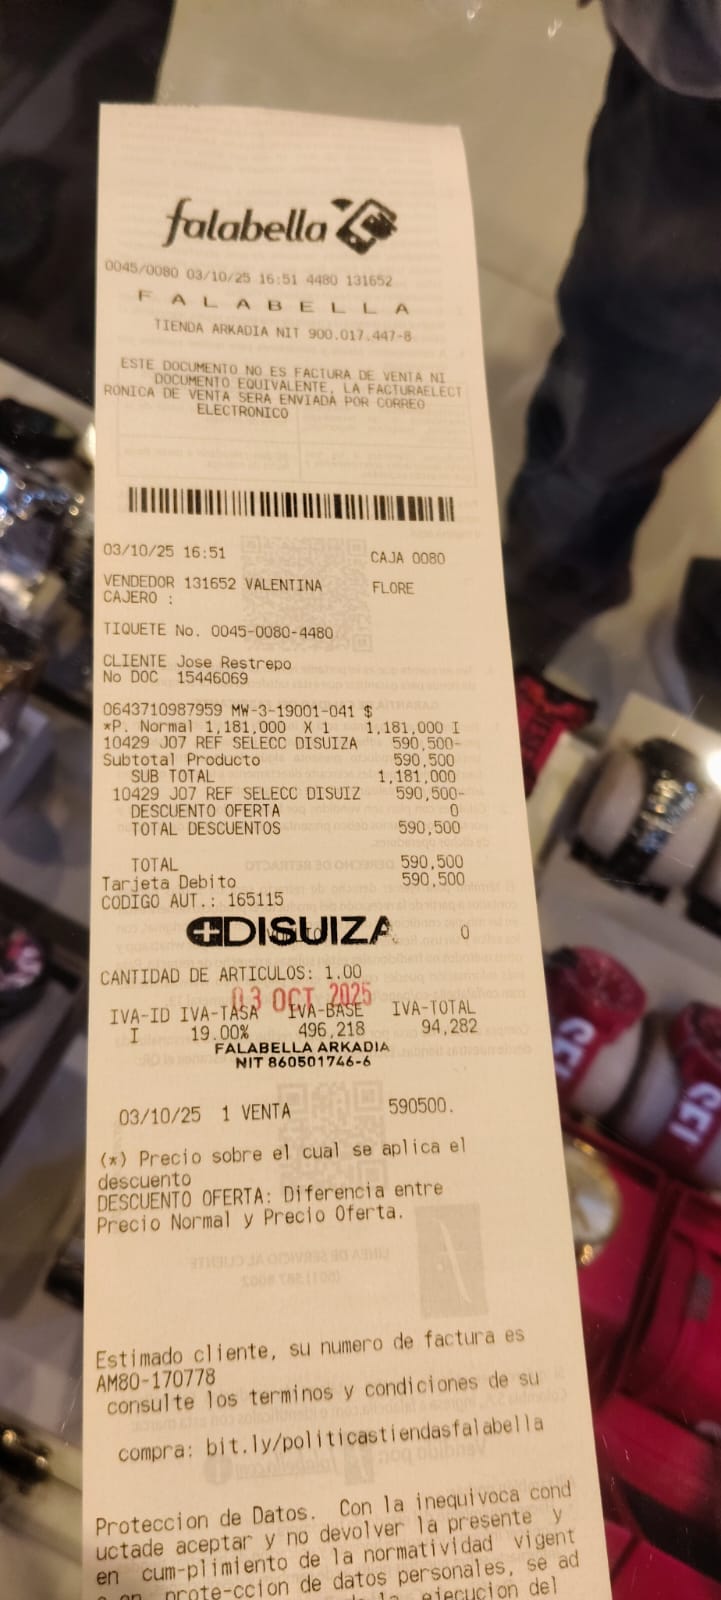 falabella
0045/0080 03/10/25 16:51 4480 131652
F A L A B E L L A
TIENDA ARKADIA NIT 900.017.447-8
ESTE DOCUMENTO NO ES FACTURA DE VENTA NI
DOCUMENTO EQUIVALENTE, LA FACTURAELECT
RONICA DE VENTA SERA ENVIADA POR CORREO
ELECTRONICO
03/10/25 16:51 CAJA 0080
VENDEDOR 131652 VALENTINA FLORE
CAJERO :
TIQUETE No. 0045-0080-4480
CLIENTE Jose Restrepo
No DOC 15446069
0643710987959 MW-3-19001-041 $
*P. Normal 1,181,000 X 1 1,181,000 I
10429 J07 REF SELECC DISUIZA 590,500-
Subtotal Producto 590,500
SUB TOTAL 1,181,000
10429 J07 REF SELECC DISUIZ 590,500-
DESCUENTO OFERTA 0
TOTAL DESCUENTOS 590,500
TOTAL 590,500
Tarjeta Debito 590,500
CODIGO AUT.: 165115
DISUIZA 0
CANTIDAD DE ARTICULOS: 1.00
03 OCT 2025
IVA-ID IVA-TASA IVA-BASE IVA-TOTAL
I 19.00% 496,218 94,282
FALABELLA ARKADIA
NIT 860501746-6
03/10/25 1 VENTA 590500.
(*) Precio sobre el cual se aplica el
descuento
DESCUENTO OFERTA: Diferencia entre
Precio Normal y Precio Oferta.
Estimado cliente, su numero de factura es
AM80-170778
consulte los terminos y condiciones de su
compra: bit.ly/politicastiendasfalabella
Proteccion de Datos. Con la inequivoca cond
uctade aceptar y no devolver la presente y
en cum-plimiento de la normatividad vigent
prote-ccion de datos personales, se ad
ejecucion del